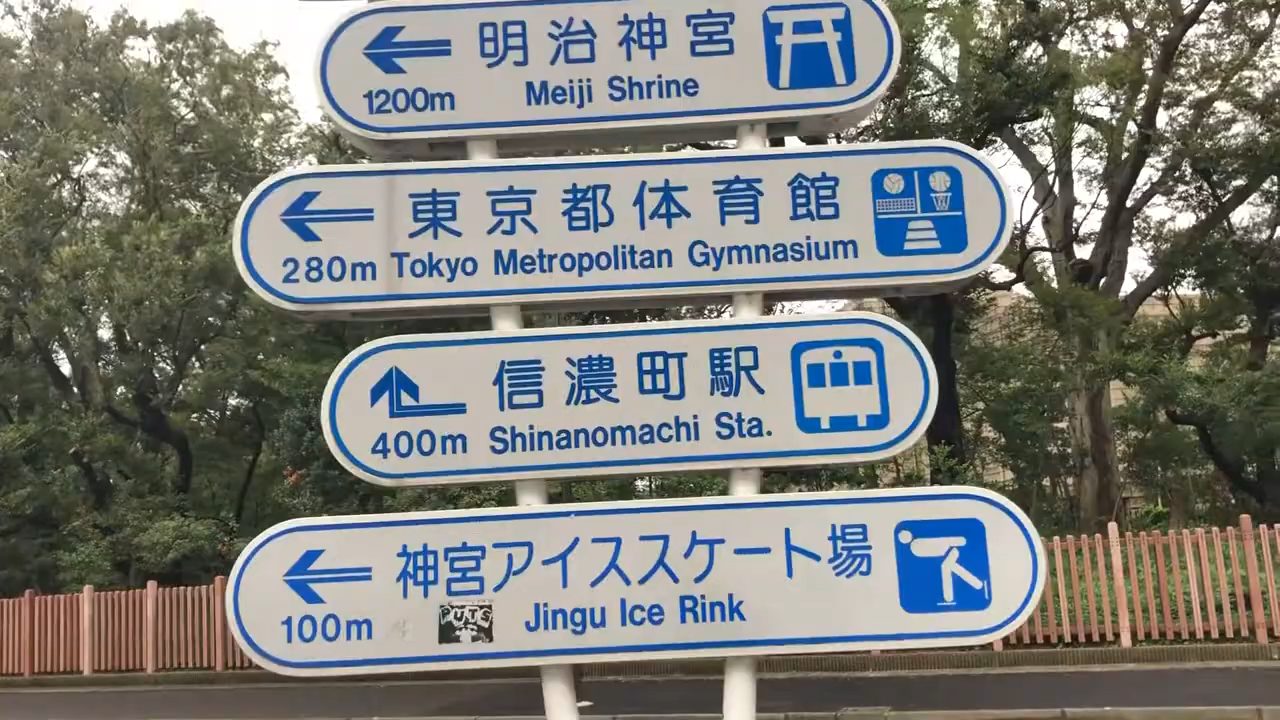 明治神宮
1200m Meiji Shrine
東京都体育館
280m Tokyo Metropolitan Gymnasium
信濃町駅
400m Shinanomachi Sta.
神宮アイススケート場
100m Jingu Ice Rink
PUTS